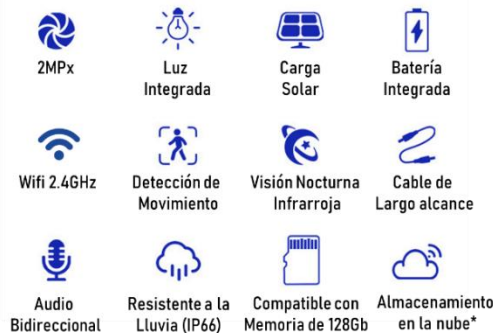 2MPx
Luz
Integrada
Carga
Solar
Batería
Integrada
Wifi 2.4GHz
Detección de
Movimiento
Visión Nocturna
Infrarroja
Cable de
Largo alcance
Audio
Bidireccional
Resistente a la
Lluvia (IP66)
Compatible con
Memoria de 128Gb
Almacenamiento
en la nube*